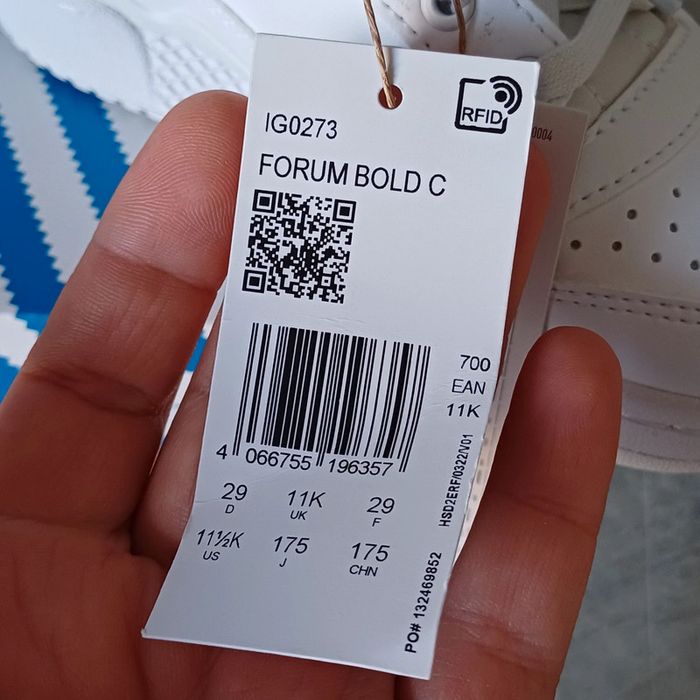 RFID
IG0273
FORUM BOLD C
0004
700
EAN
11K
4 066755 196357
29 11K 29
D UK F
11½K 175 175
US J CHN
HSD2ERF/0322/V01
PO# 132469852